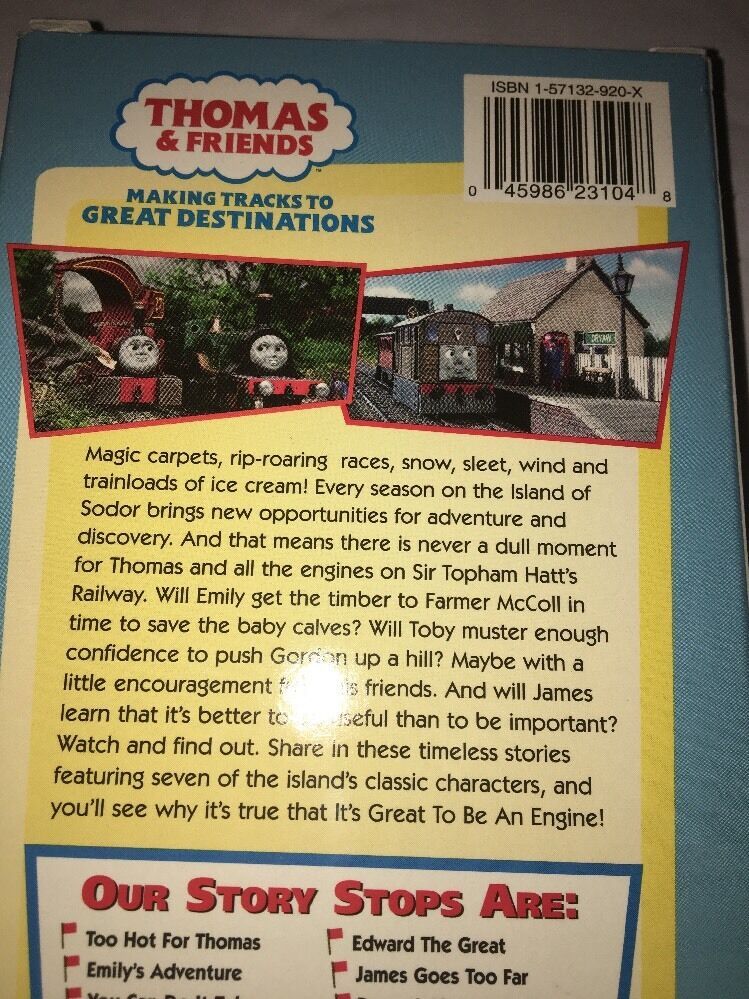 THOMAS
& FRIENDS
™
ISBN 1-57132-920-X
0 45986 23104 8
MAKING TRACKS TO
GREAT DESTINATIONS
DRYAW
Magic carpets, rip-roaring races, snow, sleet, wind and
trainloads of ice cream! Every season on the Island of
Sodor brings new opportunities for adventure and
discovery. And that means there is never a dull moment
for Thomas and all the engines on Sir Topham Hatt's
Railway. Will Emily get the timber to Farmer McColl in
time to save the baby calves? Will Toby muster enough
confidence to push Gordon up a hill? Maybe with a
little encouragement friends. And will James
learn that it's better to useful than to be important?
Watch and find out. Share in these timeless stories
featuring seven of the island's classic characters, and
you'll see why it's true that It's Great To Be An Engine!
OUR STORY STOPS ARE:
Too Hot For Thomas
Emily's Adventure
Edward The Great
James Goes Too Far